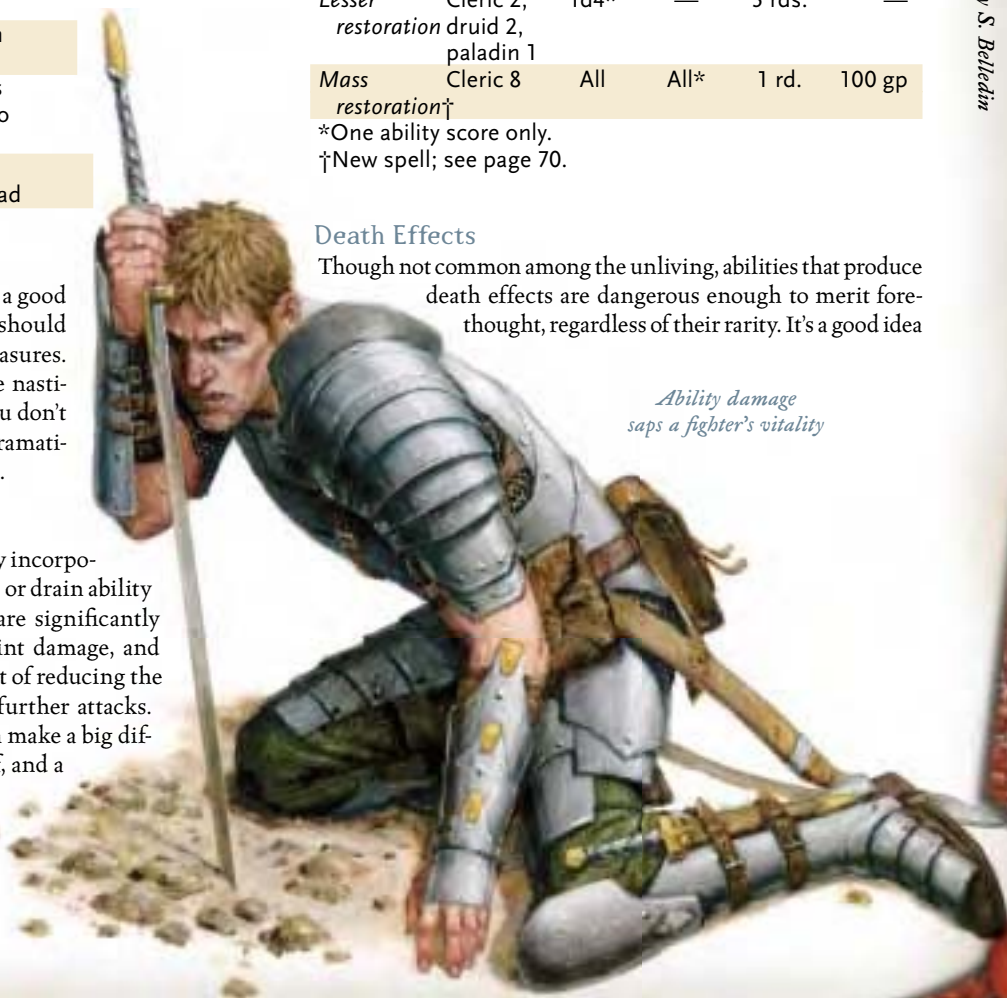 s
o
ad
a good
should
asures.
e nasti-
u don't
ramati-
.
y incorpo-
or drain ability
are significantly
int damage, and
t of reducing the
further attacks.
make a big dif-
, and a
Lesser Cleric 2, 1d4* — 3 rds. —
restoration druid 2,
paladin 1
Mass Cleric 8 All All* 1 rd. 100 gp
restoration†
*One ability score only.
†New spell; see page 70.
Death Effects
Though not common among the unliving, abilities that produce
death effects are dangerous enough to merit fore-
thought, regardless of their rarity. It's a good idea
Ability damage
saps a fighter's vitality
y S. Belledin